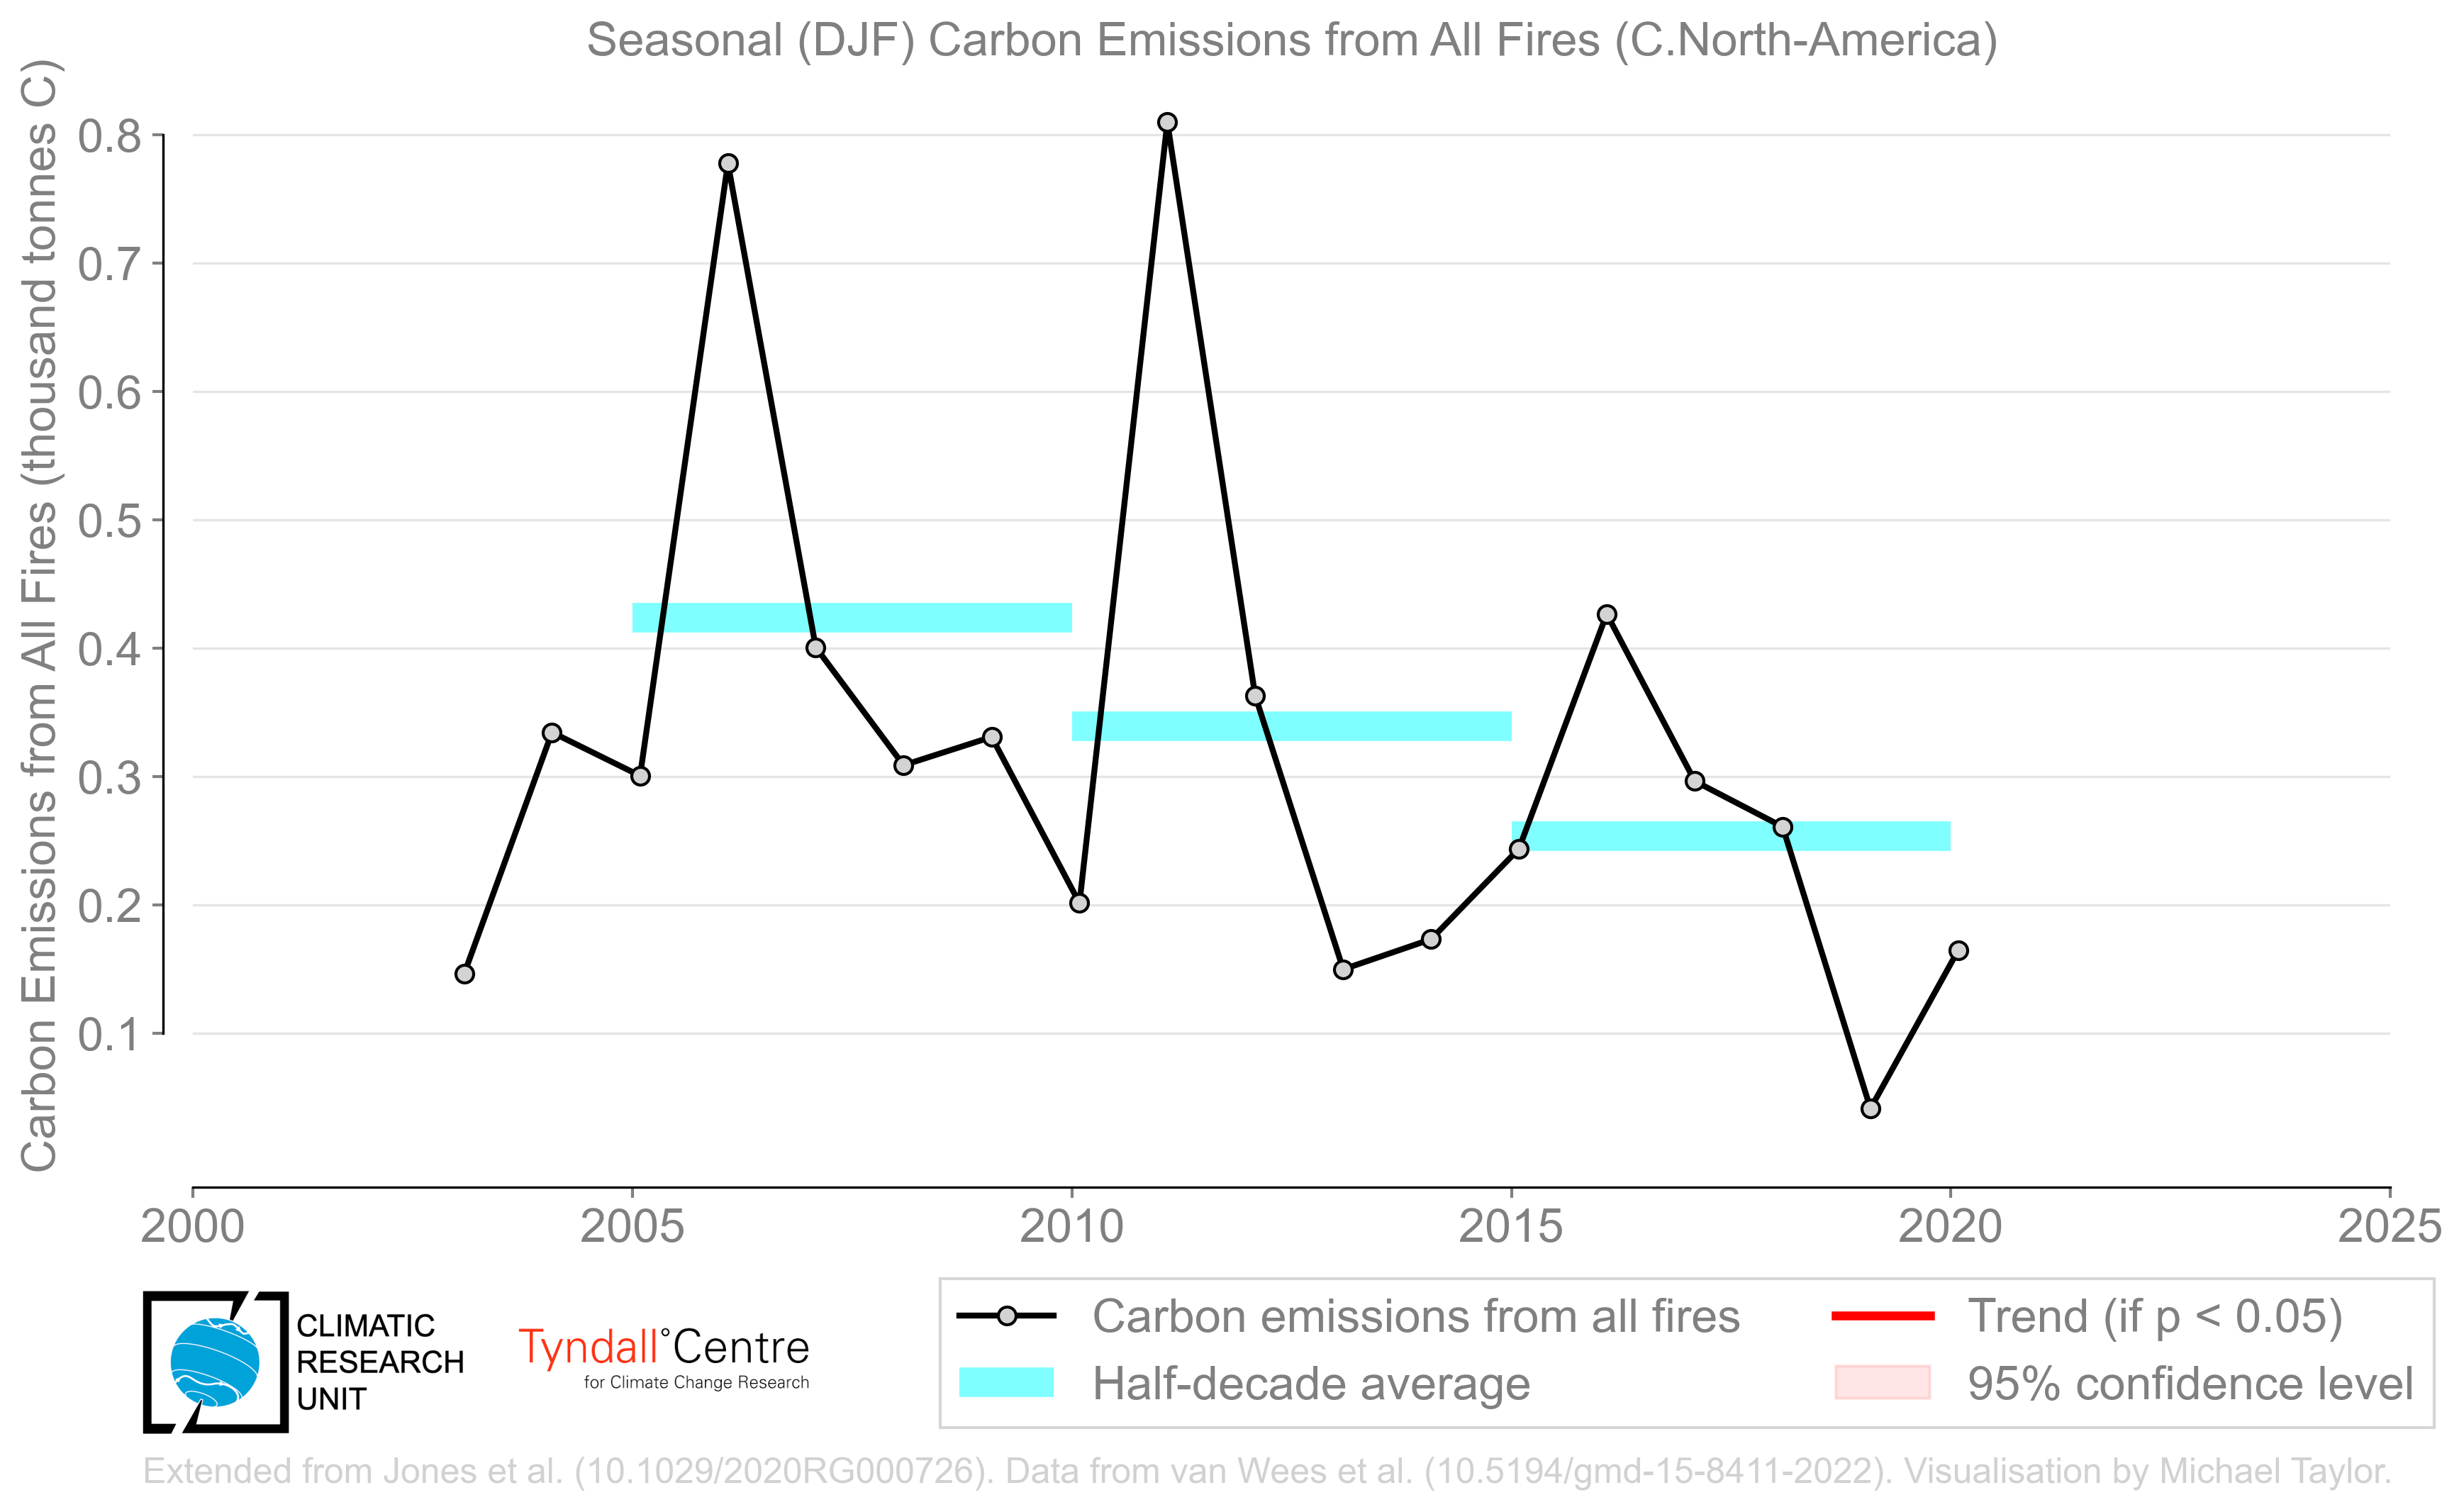 Seasonal (DJF) Carbon Emissions from All Fires (C.North-America)
Carbon Emissions from All Fires (thousand tonnes C)
0.8
0.7
0.6
0.5
0.4
0.3
0.2
0.1
2000
2005
2010
2015
2020
2025
CLIMATIC
RESEARCH
UNIT
Tyndall°Centre
for Climate Change Research
Carbon emissions from all fires
Half-decade average
Trend (if p < 0.05)
95% confidence level
Extended from Jones et al. (10.1029/2020RG000726). Data from van Wees et al. (10.5194/gmd-15-8411-2022). Visualisation by Michael Taylor.